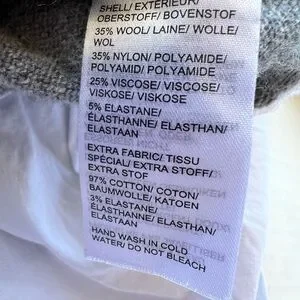 SHELL/ EXTERIEUR/
OBERSTOFF/ BOVENSTOF
35% WOOL/ LAINE/ WOLLE/
WOL
35% NYLON/ POLYAMIDE/
POLYAMID/ POLYAMIDE
25% VISCOSE/ VISCOSE/
VISKOSE/ VISKOSE
5% ELASTANE/
ÉLASTHANNE/ ELASTHAN/
ELASTAAN
EXTRA FABRIC/ TISSU
SPÉCIAL/ EXTRA STOFF/
EXTRA STOF
97% COTTON/ COTON/
BAUMWOLLE/ KATOEN
3% ELASTANE/
ÉLASTHANNE/ ELASTHAN/
ELASTAAN
HAND WASH IN COLD
WATER/ DO NOT BLEACH